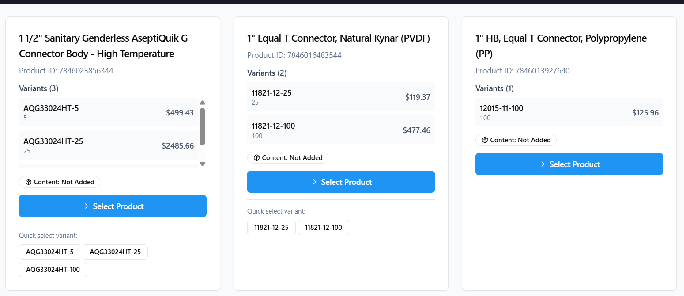 1 1/2" Sanitary Genderless AseptiQuik G
Connector Body - High Temperature
Product ID: 7846023856344
Variants (3)
AQG33024HT-5
5
$499.43
AQG33024HT-25
25
$2485.66
Content: Not Added
Select Product
Quick select variant:
AQG33024HT-5
AQG33024HT-25
AQG33024HT-100
1" Equal T Connector, Natural Kynar (PVDF)
Product ID: 7846016483544
Variants (2)
11821-12-25
25
$119.37
11821-12-100
100
$477.46
Content: Not Added
Select Product
Quick select variant:
11821-12-25
11821-12-100
1" HB, Equal T Connector, Polypropylene
(PP)
Product ID: 7846013927640
Variants (1)
12015-11-100
100
$125.96
Content: Not Added
Select Product